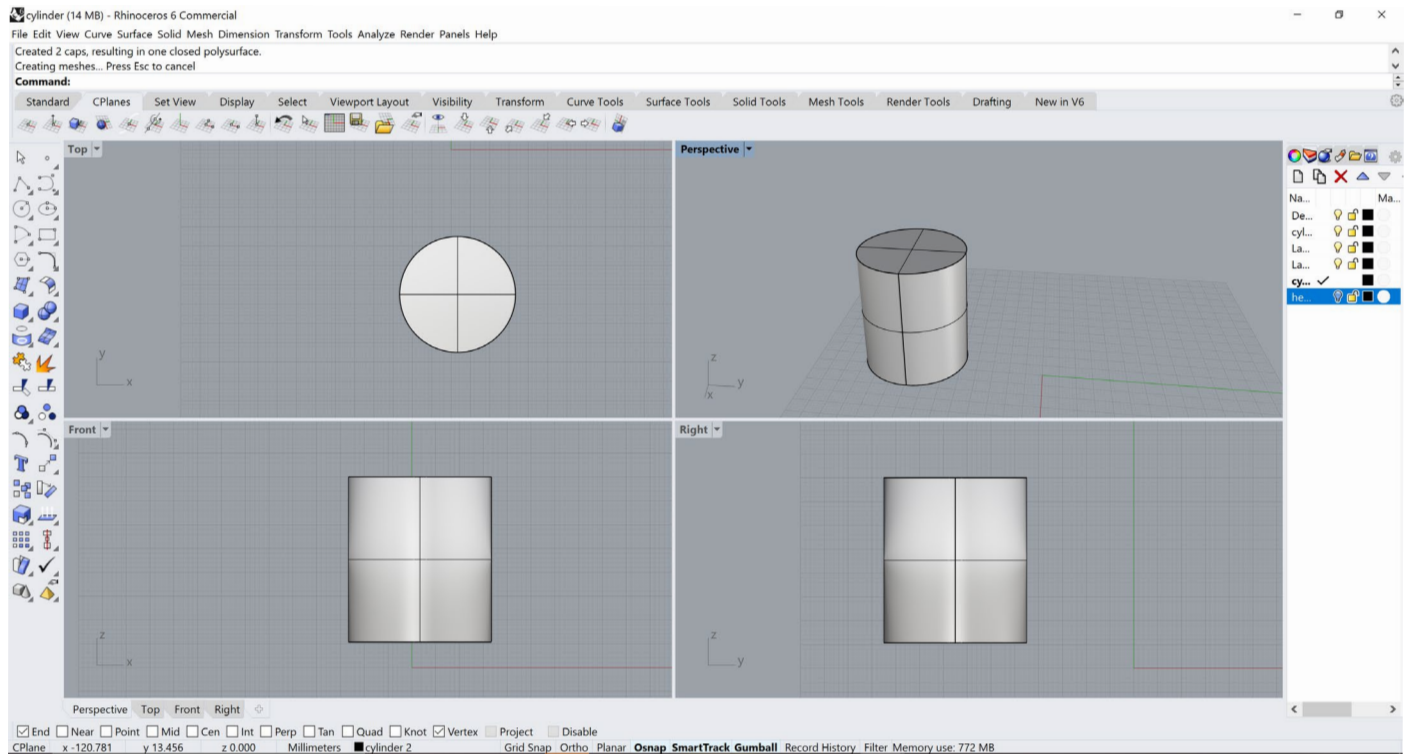 cylinder (14 MB) - Rhinoceros 6 Commercial
File Edit View Curve Surface Solid Mesh Dimension Transform Tools Analyze Render Panels Help
Created 2 caps, resulting in one closed polysurface.
Creating meshes... Press Esc to cancel
Command:
Standard CPlanes Set View Display Select Viewport Layout Visibility Transform Curve Tools Surface Tools Solid Tools Mesh Tools Render Tools Drafting New in V6
Top
y
x
Perspective
z
y
x
Front
z
x
Right
z
y
Na... Ma...
De...
cyl...
La...
La...
cy...
he...
Perspective Top Front Right
End Near Point Mid Cen Int Perp Tan Quad Knot Vertex Project Disable
CPlane x -120.781 y 13.456 z 0.000 Millimeters cylinder 2 Grid Snap Ortho Planar Osnap SmartTrack Gumball Record History Filter Memory use: 772 MB